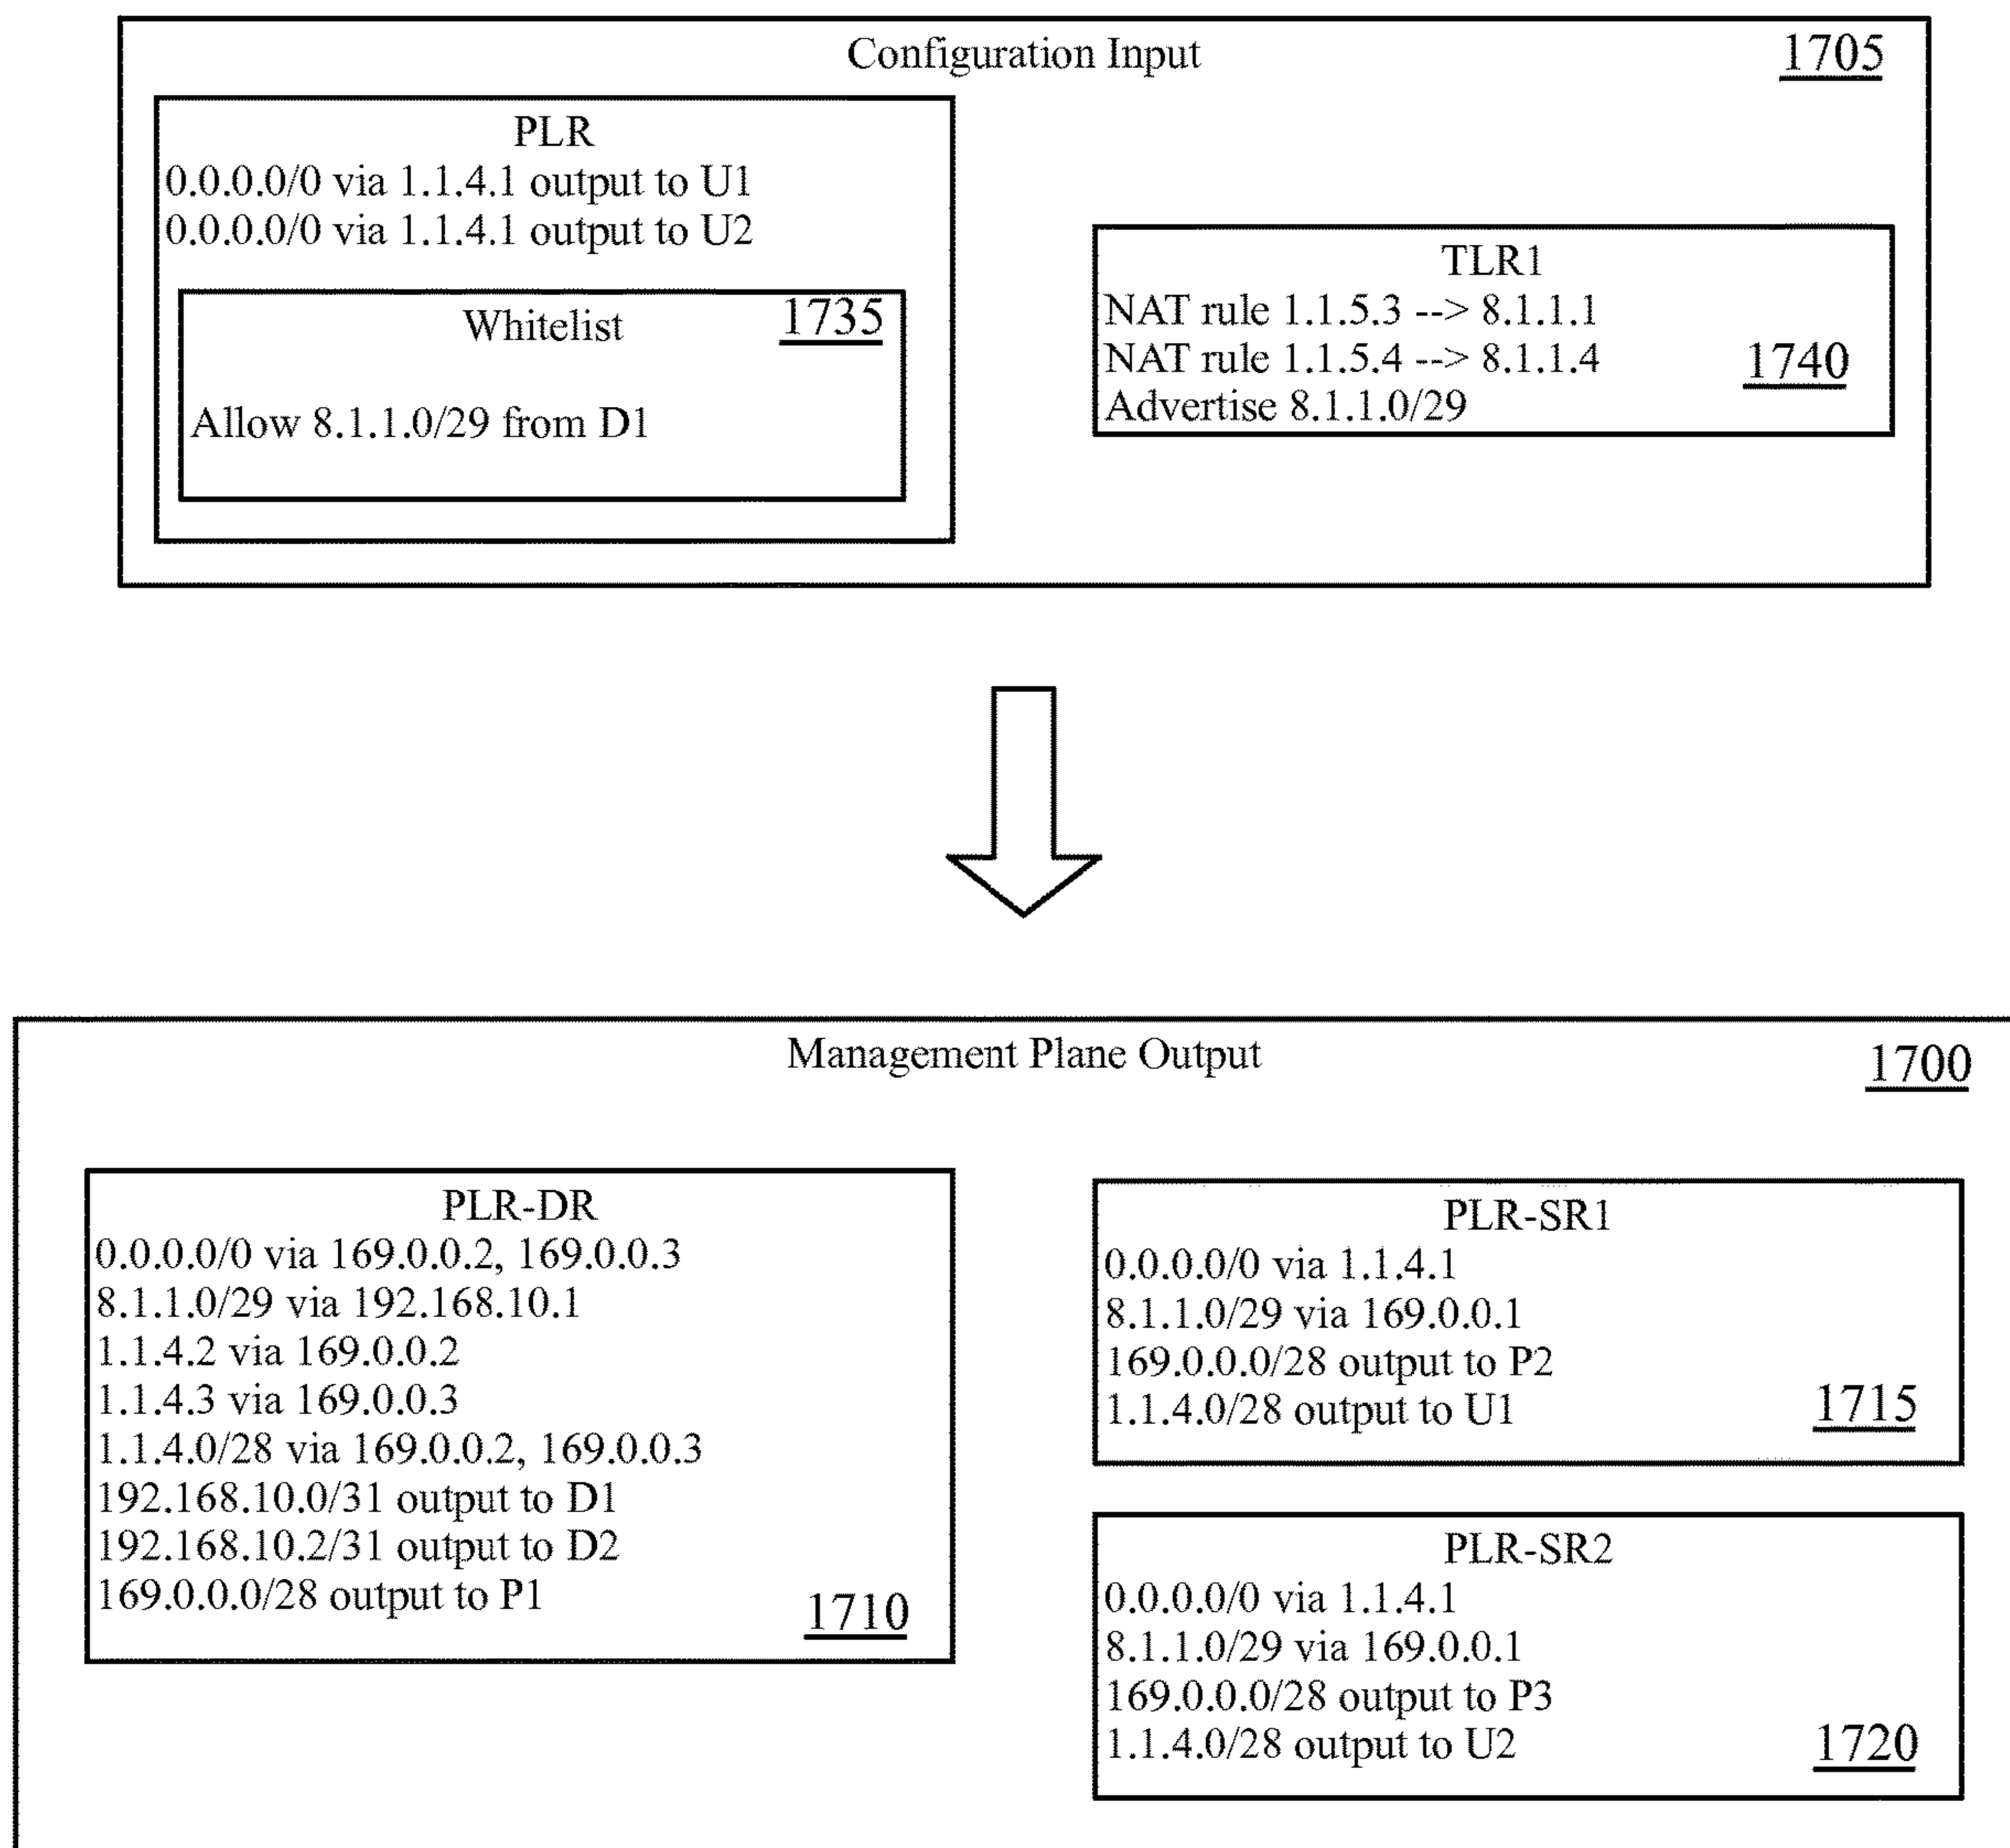 Configuration Input
1705
PLR
0.0.0.0/0 via 1.1.4.1 output to U1
0.0.0.0/0 via 1.1.4.1 output to U2
Whitelist
1735
Allow 8.1.1.0/29 from D1
TLR1
NAT rule 1.1.5.3 --> 8.1.1.1
NAT rule 1.1.5.4 --> 8.1.1.4
1740
Advertise 8.1.1.0/29
Management Plane Output
1700
PLR-DR
0.0.0.0/0 via 169.0.0.2, 169.0.0.3
8.1.1.0/29 via 192.168.10.1
1.1.4.2 via 169.0.0.2
1.1.4.3 via 169.0.0.3
1.1.4.0/28 via 169.0.0.2, 169.0.0.3
192.168.10.0/31 output to D1
192.168.10.2/31 output to D2
169.0.0.0/28 output to P1
1710
PLR-SR1
0.0.0.0/0 via 1.1.4.1
8.1.1.0/29 via 169.0.0.1
169.0.0.0/28 output to P2
1.1.4.0/28 output to U1
1715
PLR-SR2
0.0.0.0/0 via 1.1.4.1
8.1.1.0/29 via 169.0.0.1
169.0.0.0/28 output to P3
1.1.4.0/28 output to U2
1720